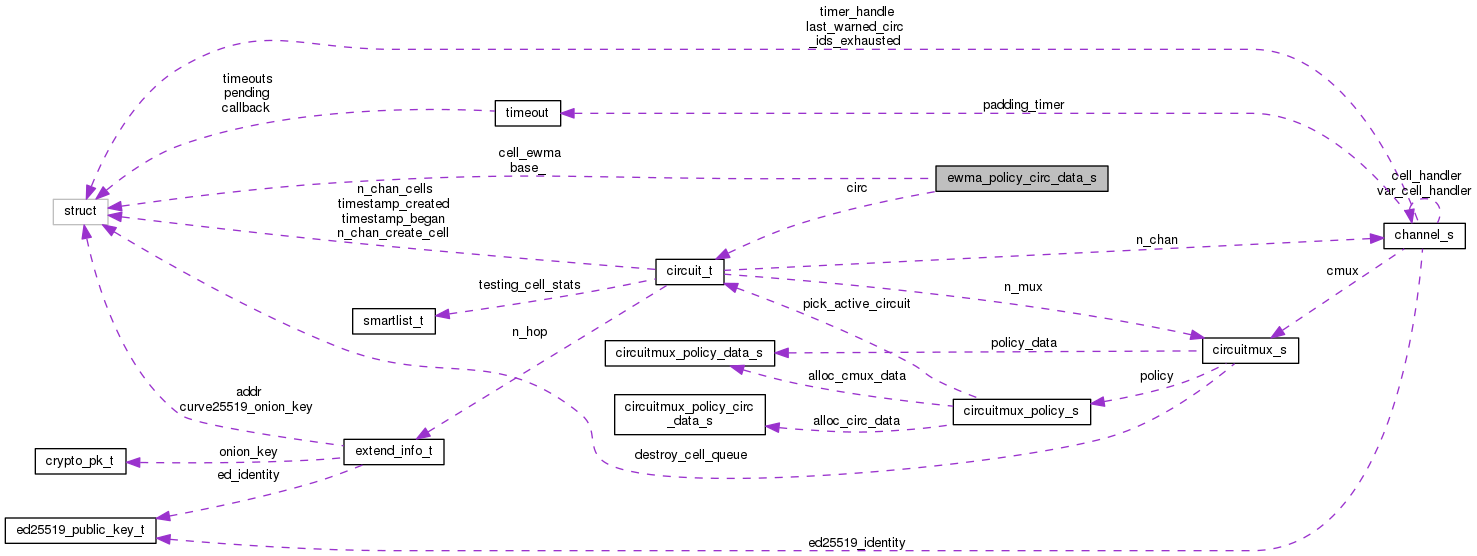 timer_handle
last_warned_circ
_ids_exhausted
timeouts
pending
callback
timeout
padding_timer
cell_ewma
base_
ewma_policy_circ_data_s
cell_handler
var_cell_handler
struct
n_chan_cells
timestamp_created
timestamp_began
n_chan_create_cell
circ
channel_s
n_chan
circuit_t
cmux
testing_cell_stats
n_mux
pick_active_circuit
smartlist_t
n_hop
policy_data
circuitmux_policy_data_s
circuitmux_s
alloc_cmux_data
policy
addr
curve25519_onion_key
circuitmux_policy_circ
_data_s
circuitmux_policy_s
alloc_circ_data
extend_info_t
onion_key
crypto_pk_t
destroy_cell_queue
ed_identity
ed25519_public_key_t
ed25519_identity